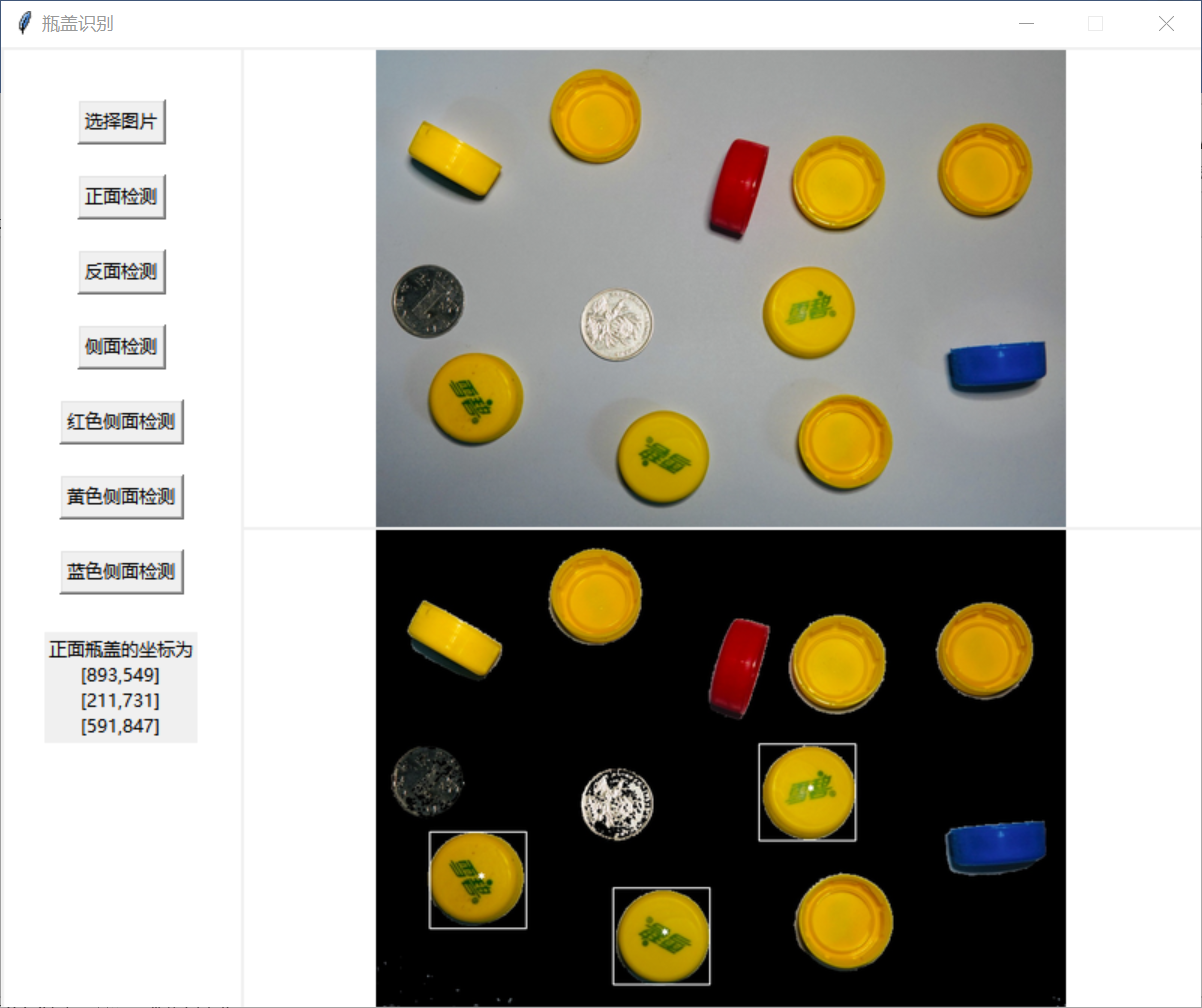 瓶盖识别
选择图片
正面检测
反面检测
侧面检测
红色侧面检测
黄色侧面检测
蓝色侧面检测
正面瓶盖的坐标为
[893,549]
[211,731]
[591,847]